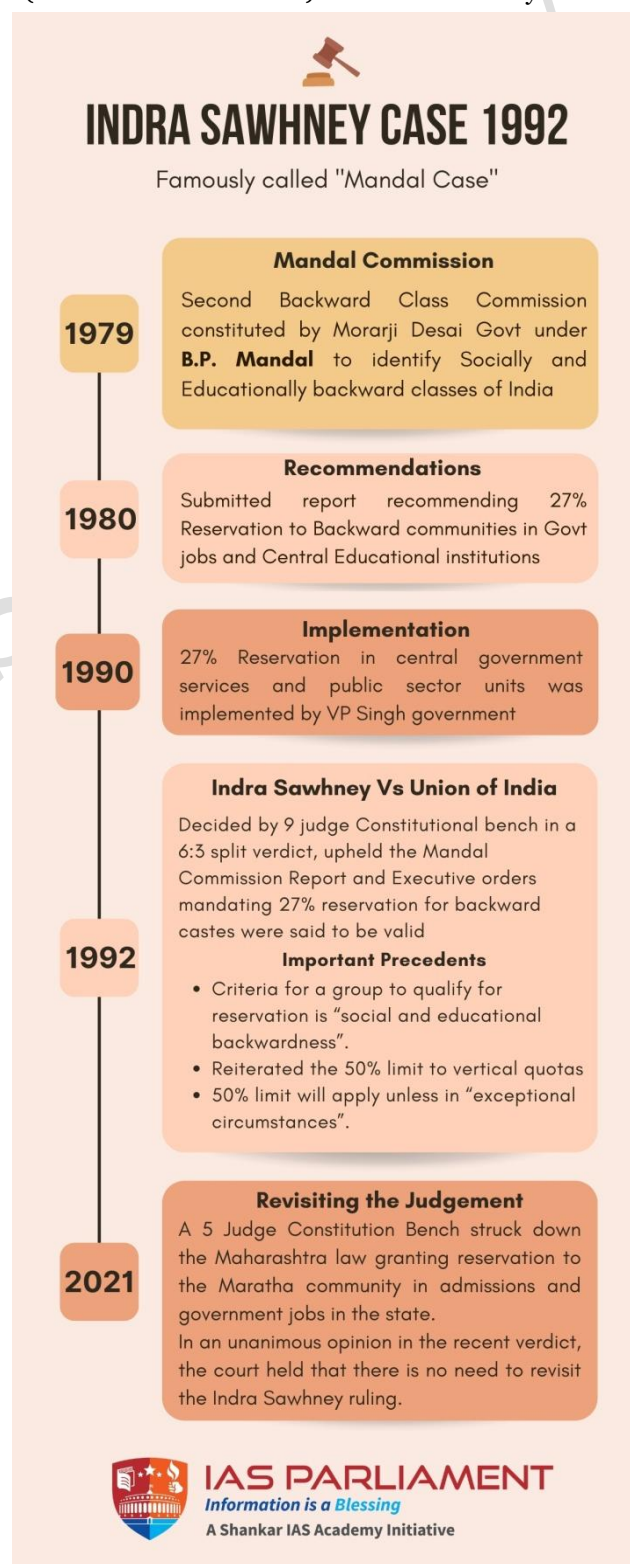 INDRA SAWHNEY CASE 1992
Famously called "Mandal Case"
1979
Mandal Commission
Second Backward Class Commission
constituted by Morarji Desai Govt under
B.P. Mandal to identify Socially and
Educationally backward classes of India
1980
Recommendations
Submitted report recommending 27%
Reservation to Backward communities in Govt
jobs and Central Educational institutions
1990
Implementation
27% Reservation in central government
services and public sector units was
implemented by VP Singh government
1992
Indra Sawhney Vs Union of India
Decided by 9 judge Constitutional bench in a
6:3 split verdict, upheld the Mandal
Commission Report and Executive orders
mandating 27% reservation for backward
castes were said to be valid
Important Precedents
• Criteria for a group to qualify for
reservation is “social and educational
backwardness”.
• Reiterated the 50% limit to vertical quotas
• 50% limit will apply unless in “exceptional
circumstances”.
2021
Revisiting the Judgement
A 5 Judge Constitution Bench struck down
the Maharashtra law granting reservation to
the Maratha community in admissions and
government jobs in the state.
In an unanimous opinion in the recent verdict,
the court held that there is no need to revisit
the Indra Sawhney ruling.
IAS PARLIAMENT
Information is a Blessing
A Shankar IAS Academy Initiative